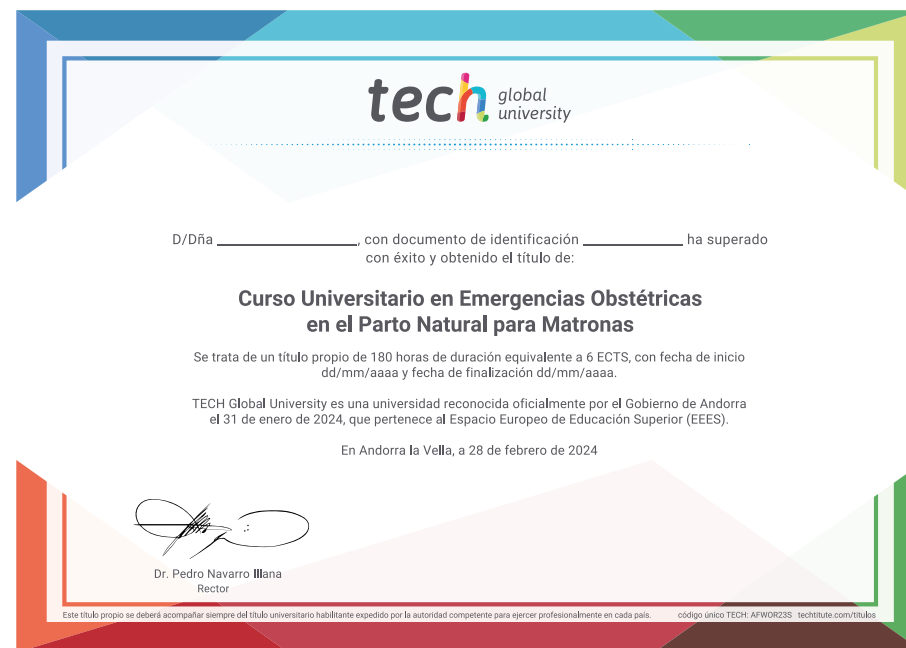 tech global
university
D/Dña ____________________, con documento de identificación ______________ ha superado
con éxito y obtenido el título de:
Curso Universitario en Emergencias Obstétricas
en el Parto Natural para Matronas
Se trata de un título propio de 180 horas de duración equivalente a 6 ECTS, con fecha de inicio
dd/mm/aaaa y fecha de finalización dd/mm/aaaa.
TECH Global University es una universidad reconocida oficialmente por el Gobierno de Andorra
el 31 de enero de 2024, que pertenece al Espacio Europeo de Educación Superior (EEES).
En Andorra la Vella, a 28 de febrero de 2024
Dr. Pedro Navarro Illana
Rector
Este título propio se deberá acompañar siempre del título universitario habilitante expedido por la autoridad competente para ejercer profesionalmente en cada país. código único TECH: AFWOR23S techtitute.com/titulos